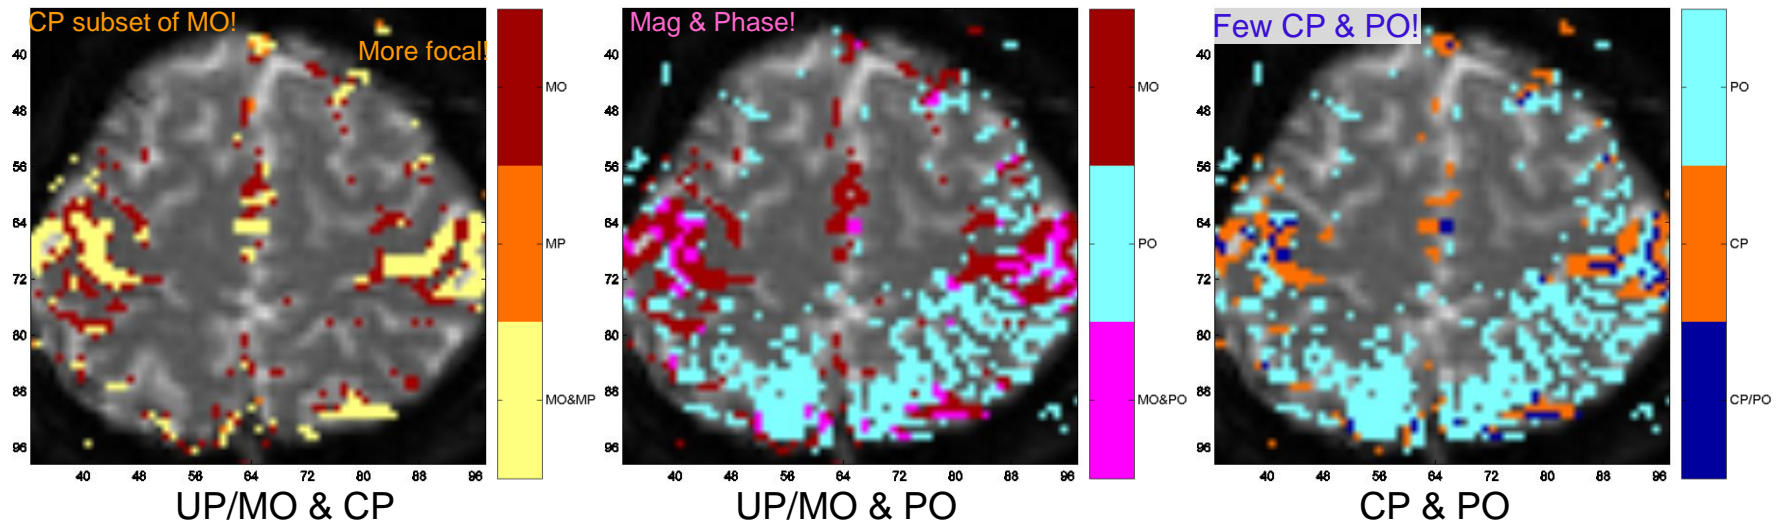 CP subset of MO!
More focal!
40
48
56
64
72
80
88
96
40 48 56 64 72 80 88 96
MO
MP
MO&MP
UP/MO & CP
Mag & Phase!
40
48
56
64
72
80
88
96
40 48 56 64 72 80 88 96
MO
PO
MO&PO
UP/MO & PO
Few CP & PO!
40
48
56
64
72
80
88
96
40 48 56 64 72 80 88 96
PO
CP
CP/PO
CP & PO